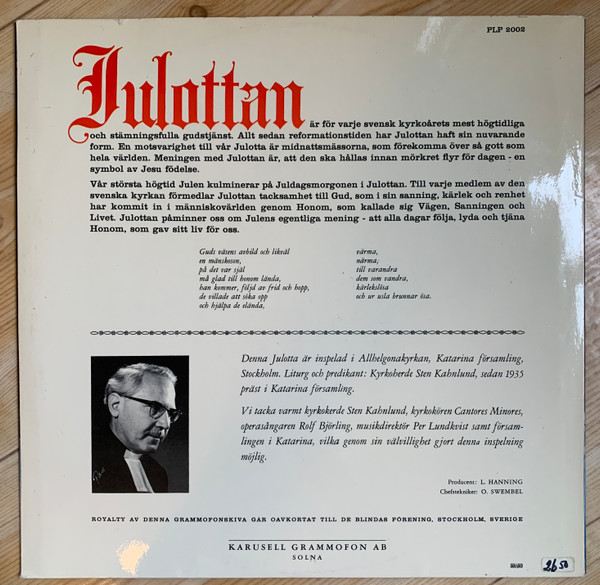 PLP 2002
Julottan är för varje svensk kyrkoårets mest högtidliga
och stämningsfulla gudstjänst. Allt sedan reformationstiden har Julottan haft sin nuvarande
form. En motsvarighet till vår Julotta är midnattsmässorna, som förekomma över så gott som
hela världen. Meningen med Julottan är, att den ska hållas innan mörkret flyr för dagen - en
symbol av Jesu födelse.
Vår största högtid Julen kulminerar på Juldagsmorgonen i Julottan. Till varje medlem av den
svenska kyrkan förmedlar Julottan tacksamhet till Gud, som i sin sanning, kärlek och renhet
har kommit in i människovärlden genom Honom, som kallade sig Vägen, Sanningen och
Livet. Julottan påminner oss om Julens egentliga mening - att alla dagar följa, lyda och tjäna
Honom, som gav sitt liv för oss.
Guds väsens avbild och likväl
en mänskoson,
på det var själ
må glad till honom lända,
han kommer, följd av frid och hopp,
de villade att söka opp
och hjälpa de elända,
värma,
närma;
till varandra
dem som vandra,
kärlekslösa
och ur usla brunnar ösa.
Denna Julotta är inspelad i Allhelgonakyrkan, Katarina församling,
Stockholm. Liturg och predikant: Kyrkoherde Sten Kahnlund, sedan 1935
präst i Katarina församling.
Vi tacka varmt kyrkokerde Sten Kahnlund, kyrkokören Cantores Minores,
operasångaren Rolf Björling, musikdirektör Per Lundkvist samt försam-
lingen i Katarina, vilka genom sin välvillighet gjort denna inspelning
möjlig.
Producent: L. HANNING
Chefstekniker: O. SWEMBEL
ROYALTY AV DENNA GRAMMOFONSKIVA GÅR OAVKORTAT TILL DE BLINDAS FÖRENING, STOCKHOLM, SVERIGE
KARUSELL GRAMMOFON AB
SOLNA
26 50